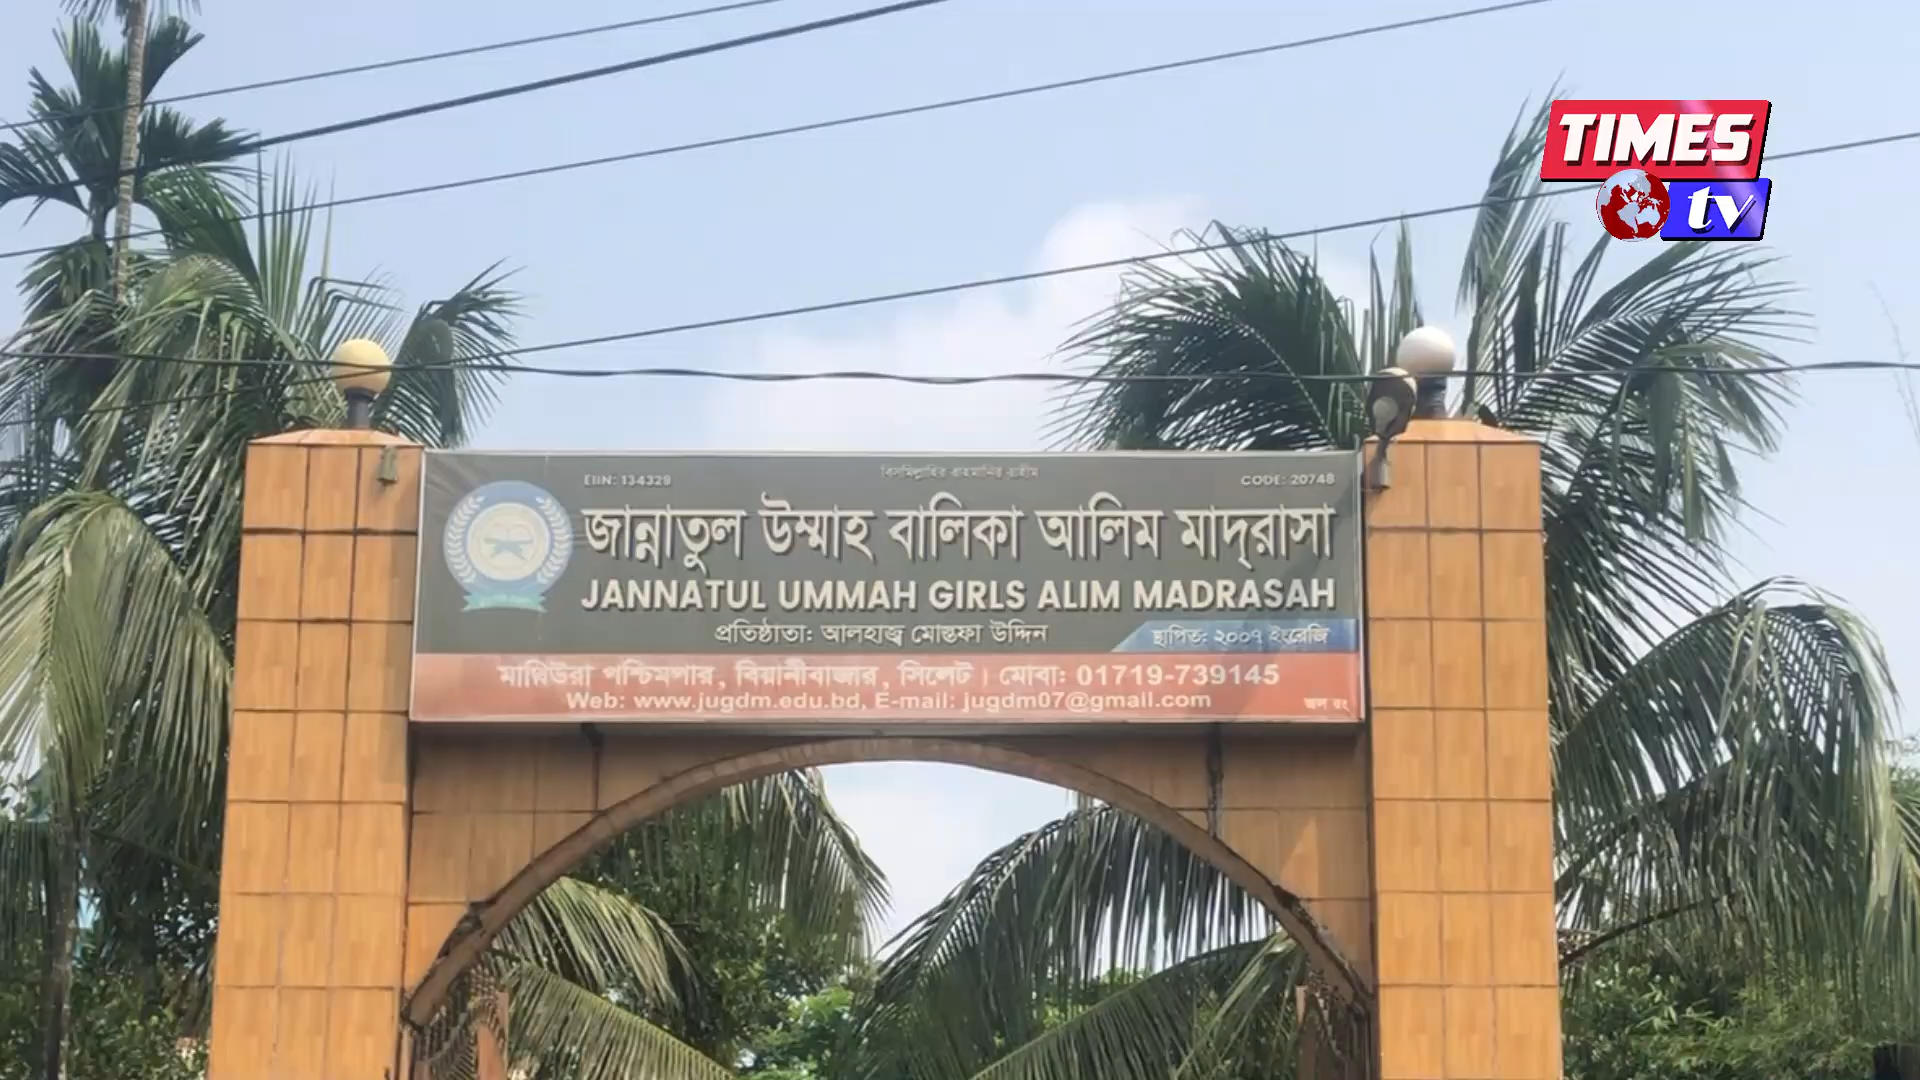 TIMES
tv
EIIN: 134329
বিসমিল্লাহির রাহমানির রাহীম
CODE: 20748
জান্নাতুল উম্মাহ বালিকা আলিম মাদ্‌রাসা
JANNATUL UMMAH GIRLS ALIM MADRASAH
প্রতিষ্ঠাতা: আলহাজ্ব মোস্তফা উদ্দিন
স্থাপিত: ২০০৭ ইংরেজি
মাথিউরা পশ্চিমপার, বিয়ানীবাজার, সিলেট। মোবা: 01719-739145
Web: www.jugdm.edu.bd, E-mail: jugdm07@gmail.com
জল রং